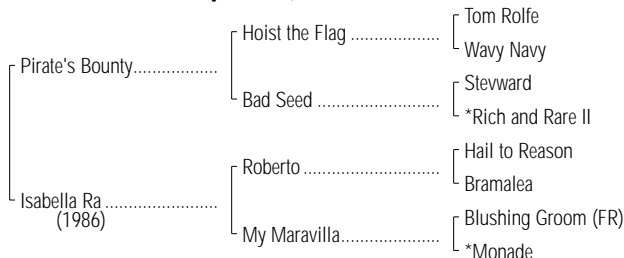 Tom Rolfe
Hoist the Flag ....................
Wavy Navy
Pirate's Bounty.................
Stevward
Bad Seed ...........................
*Rich and Rare II
Hail to Reason
Roberto ..............................
Bramalea
Isabella Ra .......................
(1986)
Blushing Groom (FR)
My Maravilla......................
*Monade